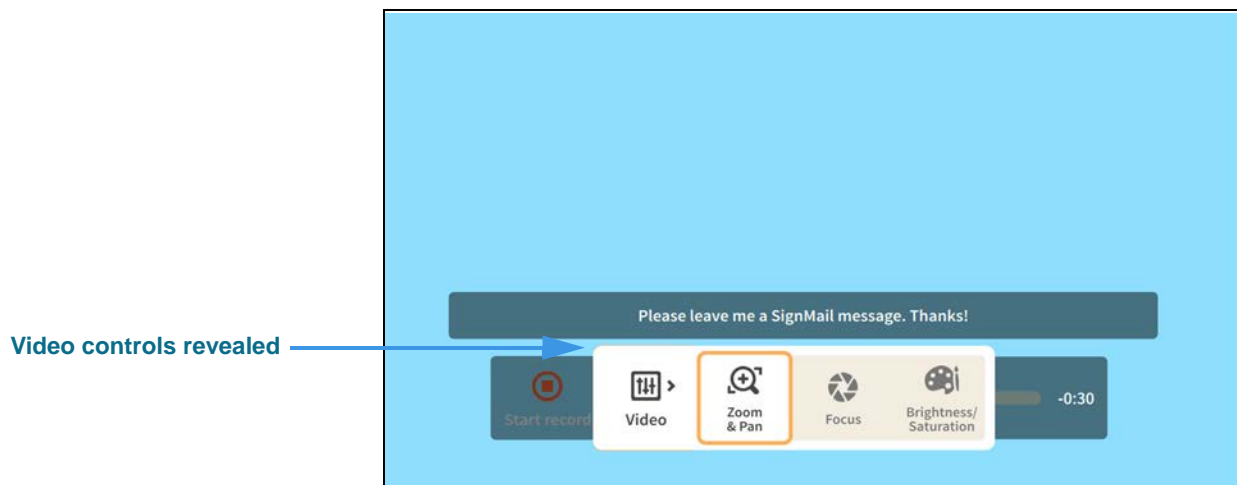 Please leave me a SignMail message. Thanks!
Video controls revealed
Start record
Video
Zoom
& Pan
Focus
Brightness/
Saturation
-0:30